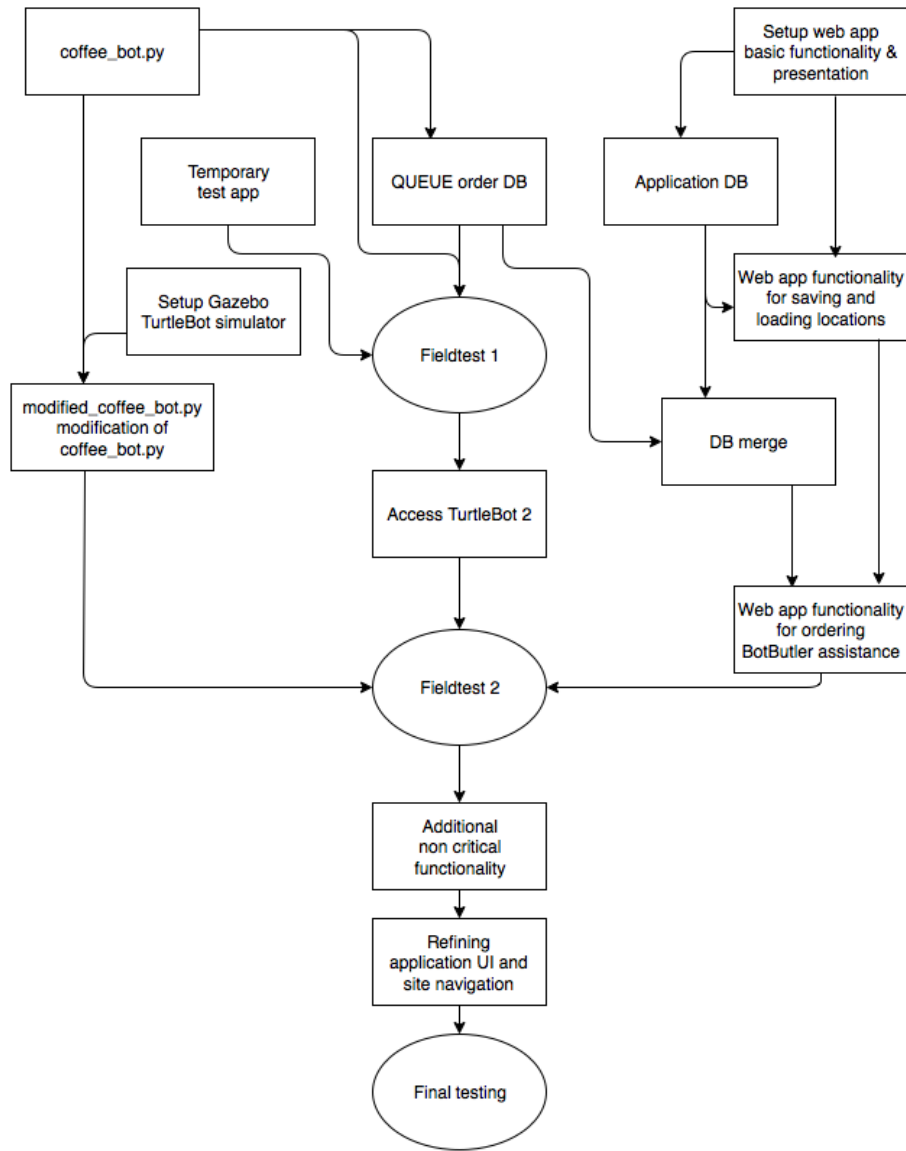 coffee_bot.py
Setup web app
basic functionality &
presentation
Temporary
test app
QUEUE order DB
Application DB
Setup Gazebo
TurtleBot simulator
Web app functionality
for saving and
loading locations
Fieldtest 1
modified_coffee_bot.py
modification of
coffee_bot.py
DB merge
Access TurtleBot 2
Web app functionality
for ordering
BotButler assistance
Fieldtest 2
Additional
non critical
functionality
Refining
application UI and
site navigation
Final testing